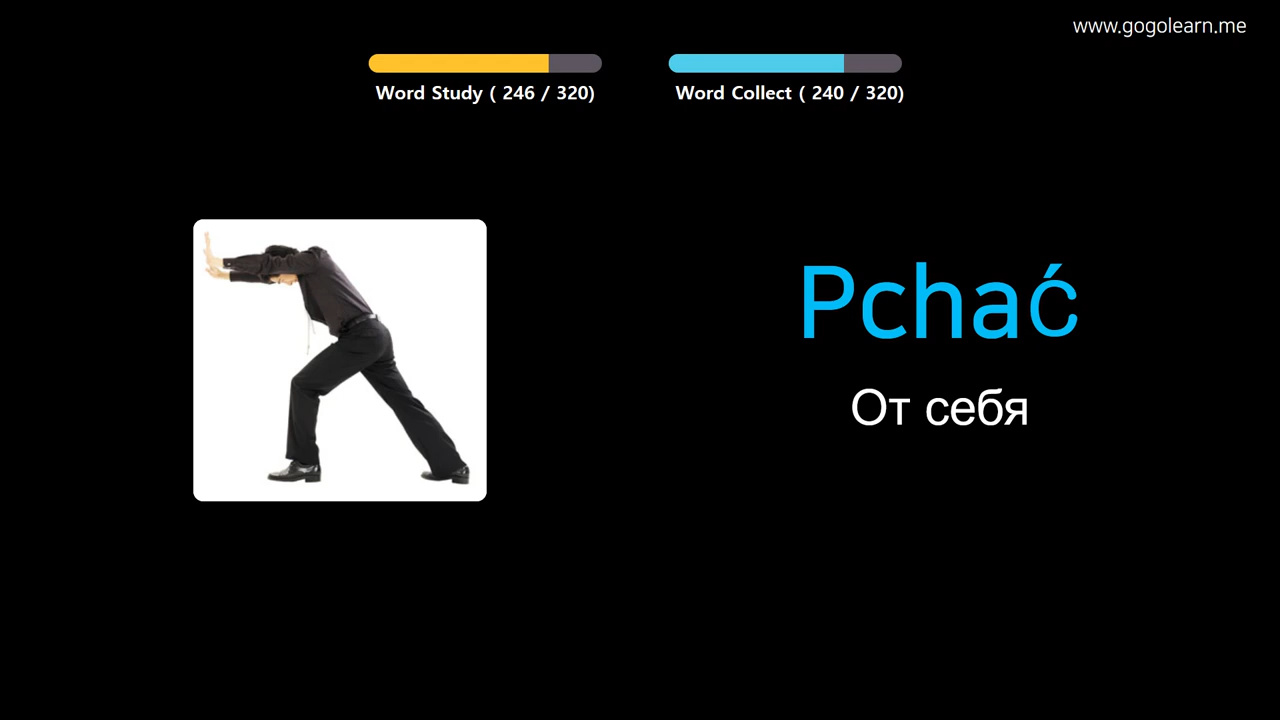 www.gogolearn.me
Word Study ( 246 / 320)
Word Collect ( 240 / 320)
Pchać
От себя